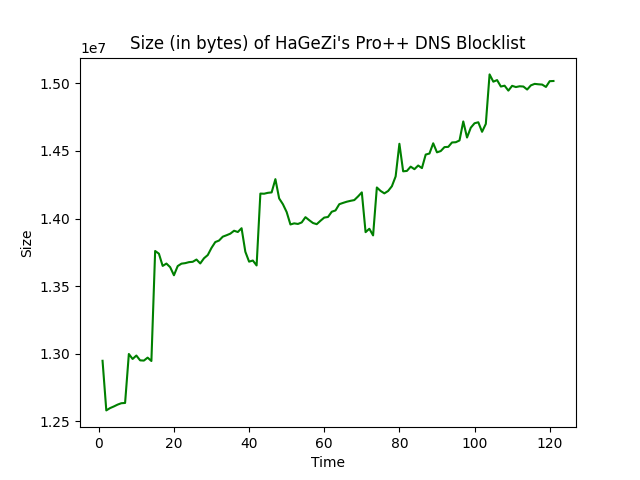 Size (in bytes) of HaGeZi's Pro++ DNS Blocklist
1e7
1.50
1.45
1.40
1.35
1.30
1.25
Size
0 20 40 60 80 100 120
Time